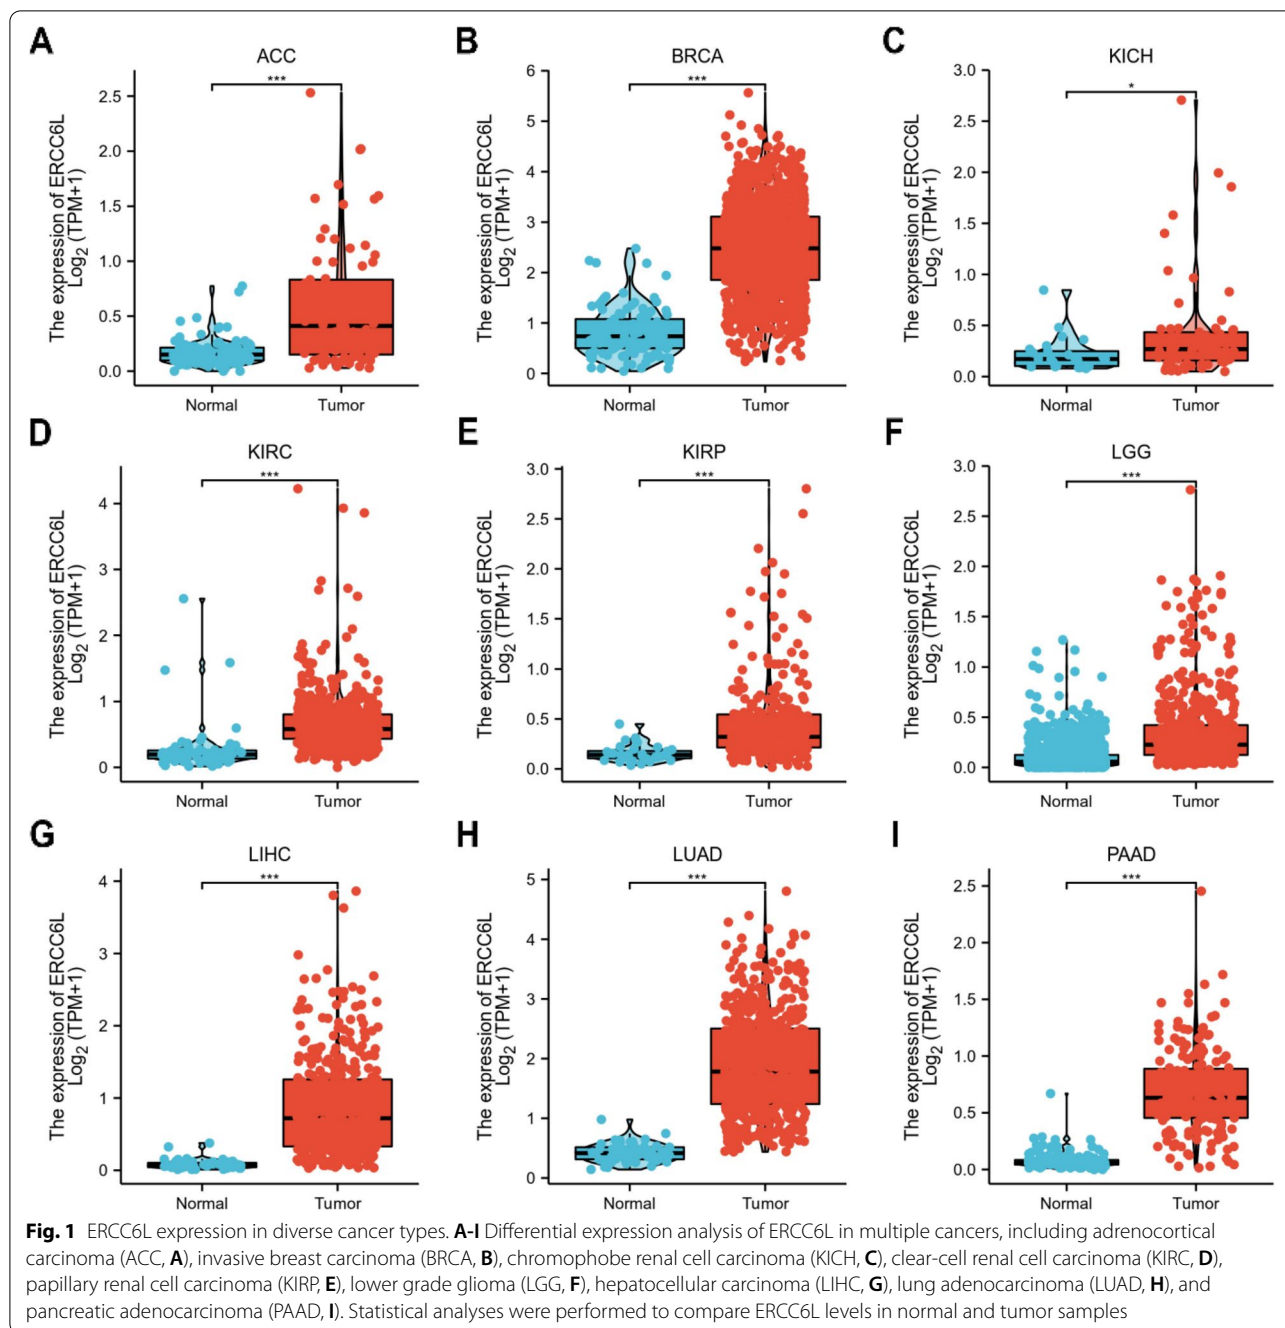 A
ACC
***
The expression of ERCC6L
Log2 (TPM+1)
2.5
2.0
1.5
1.0
0.5
0.0
Normal Tumor
B
BRCA
***
The expression of ERCC6L
Log2 (TPM+1)
6
5
4
3
2
1
0
Normal Tumor
C
KICH
*
The expression of ERCC6L
Log2 (TPM+1)
3.0
2.5
2.0
1.5
1.0
0.5
0.0
Normal Tumor
D
KIRC
***
The expression of ERCC6L
Log2 (TPM+1)
4
3
2
1
0
Normal Tumor
E
KIRP
***
The expression of ERCC6L
Log2 (TPM+1)
3.0
2.5
2.0
1.5
1.0
0.5
0.0
Normal Tumor
F
LGG
***
The expression of ERCC6L
Log2 (TPM+1)
3.0
2.5
2.0
1.5
1.0
0.5
0.0
Normal Tumor
G
LIHC
***
The expression of ERCC6L
Log2 (TPM+1)
4
3
2
1
0
Normal Tumor
H
LUAD
***
The expression of ERCC6L
Log2 (TPM+1)
5
4
3
2
1
0
Normal Tumor
I
PAAD
***
The expression of ERCC6L
Log2 (TPM+1)
2.5
2.0
1.5
1.0
0.5
0.0
Normal Tumor
Fig. 1 ERCC6L expression in diverse cancer types. A-I Differential expression analysis of ERCC6L in multiple cancers, including adrenocortical
carcinoma (ACC, A), invasive breast carcinoma (BRCA, B), chromophobe renal cell carcinoma (KICH, C), clear-cell renal cell carcinoma (KIRC, D),
papillary renal cell carcinoma (KIRP, E), lower grade glioma (LGG, F), hepatocellular carcinoma (LIHC, G), lung adenocarcinoma (LUAD, H), and
pancreatic adenocarcinoma (PAAD, I). Statistical analyses were performed to compare ERCC6L levels in normal and tumor samples